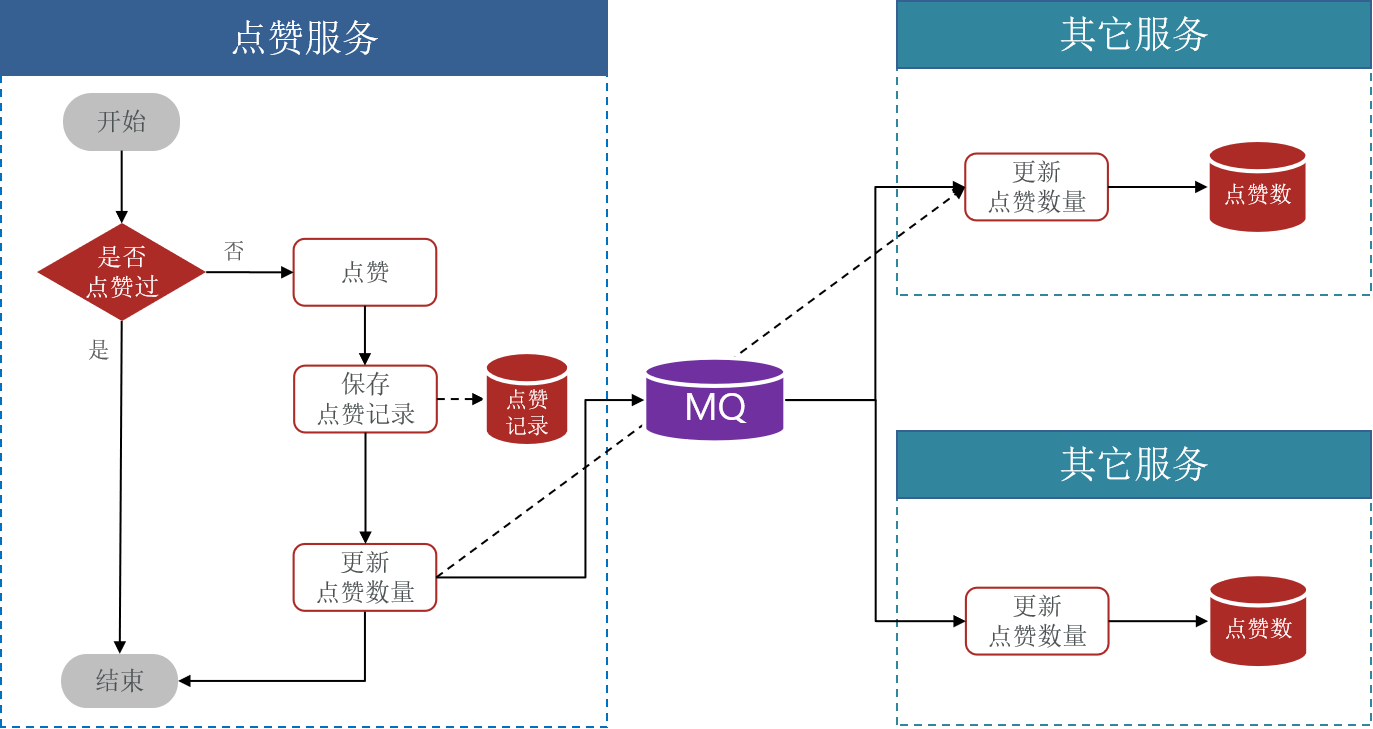 点赞服务
开始
是否
点赞过
否
是
点赞
保存
点赞记录
点赞
记录
更新
点赞数量
结束
MQ
其它服务
更新
点赞数量
点赞数
其它服务
更新
点赞数量
点赞数